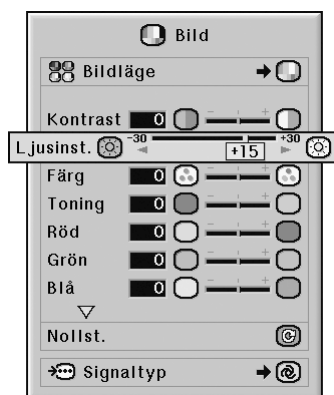 Bild
Bildläge
Kontrast 0 - +
Ljusinst. -30 +15 +30
Färg 0 - +
Toning 0 - +
Röd 0 - +
Grön 0 - +
Blå 0 - +
Nollst.
Signaltyp